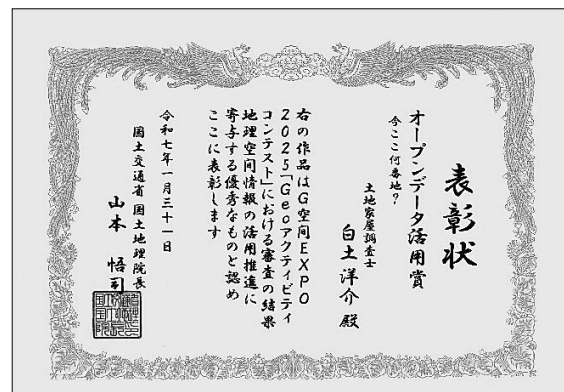 表彰状
オープンデータ活用賞
今ここ何番地?
土地家屋調査士
白土洋介 殿
右の作品はG空間EXPO
2025「Geoアクティビティ
コンテスト」における審査の結果
地理空間情報の活用推進に
寄与する優秀なものと認め
ここに表彰します
令和七年一月三十一日
国土交通省国土地理院長
山本 悟司